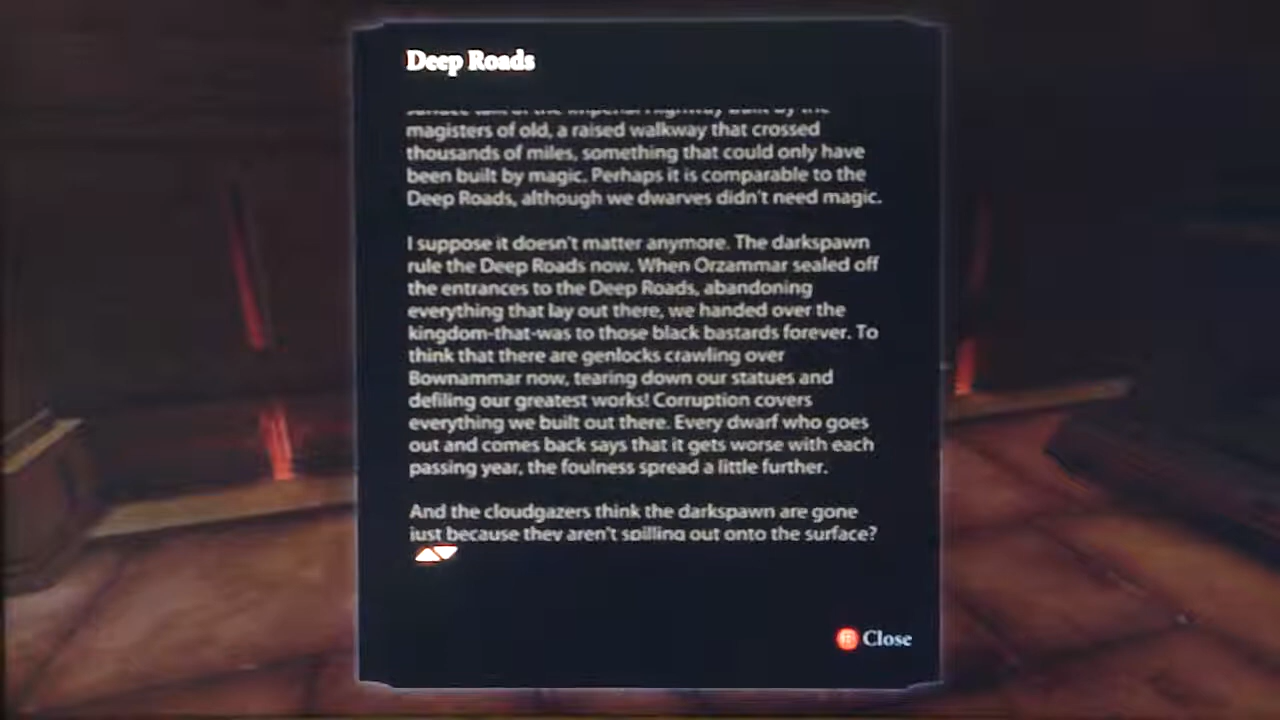 Deep Roads
magisters of old, a raised walkway that crossed
thousands of miles, something that could only have
been built by magic. Perhaps it is comparable to the
Deep Roads, although we dwarves didn't need magic.
I suppose it doesn't matter anymore. The darkspawn
rule the Deep Roads now. When Orzammar sealed off
the entrances to the Deep Roads, abandoning
everything that lay out there, we handed over the
kingdom-that-was to those black bastards forever. To
think that there are genlocks crawling over
Bownammar now, tearing down our statues and
defiling our greatest works! Corruption covers
everything we built out there. Every dwarf who goes
out and comes back says that it gets worse with each
passing year, the foulness spread a little further.
And the cloudgazers think the darkspawn are gone
just because they aren't spilling out onto the surface?
Close